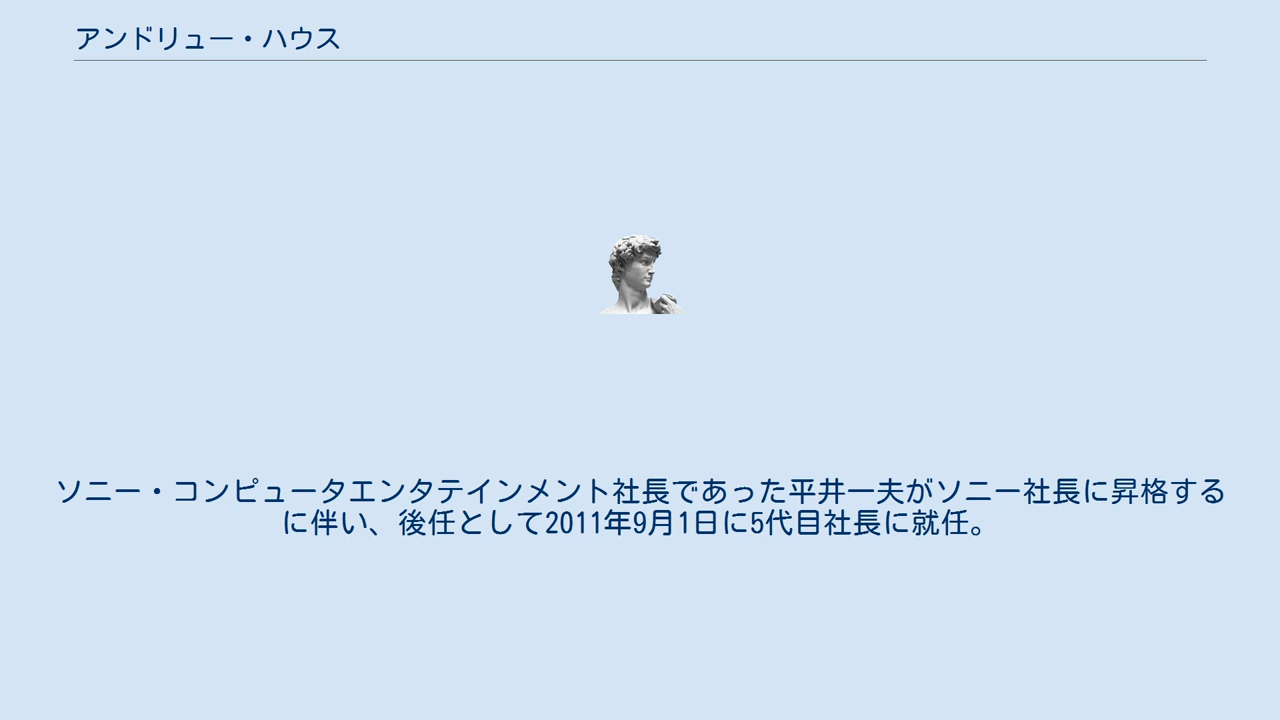 アンドリュー・ハウス
ソニー・コンピュータエンタテインメント社長であった平井一夫がソニー社長に昇格する
に伴い、後任として2011年9月1日に5代目社長に就任。